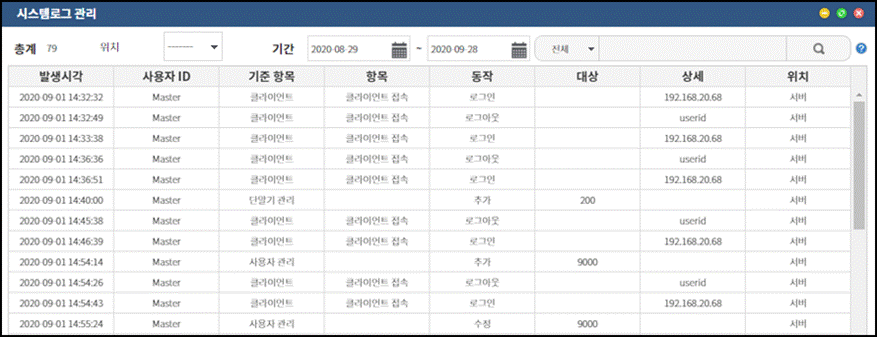 시스템로그 관리
총계 79 위치 ------- 기간 2020-08-29 ~ 2020-09-28 전체
발생시각 사용자 ID 기준 항목 항목 동작 대상 상세 위치
2020-09-01 14:32:32 Master 클라이언트 클라이언트 접속 로그인 192.168.20.68 서버
2020-09-01 14:32:49 Master 클라이언트 클라이언트 접속 로그아웃 userid 서버
2020-09-01 14:33:38 Master 클라이언트 클라이언트 접속 로그인 192.168.20.68 서버
2020-09-01 14:36:36 Master 클라이언트 클라이언트 접속 로그아웃 userid 서버
2020-09-01 14:36:51 Master 클라이언트 클라이언트 접속 로그인 192.168.20.68 서버
2020-09-01 14:40:00 Master 단말기 관리 추가 200 서버
2020-09-01 14:45:38 Master 클라이언트 클라이언트 접속 로그아웃 userid 서버
2020-09-01 14:46:39 Master 클라이언트 클라이언트 접속 로그인 192.168.20.68 서버
2020-09-01 14:54:14 Master 사용자 관리 추가 9000 서버
2020-09-01 14:54:26 Master 클라이언트 클라이언트 접속 로그아웃 userid 서버
2020-09-01 14:54:43 Master 클라이언트 클라이언트 접속 로그인 192.168.20.68 서버
2020-09-01 14:55:24 Master 사용자 관리 수정 9000 서버